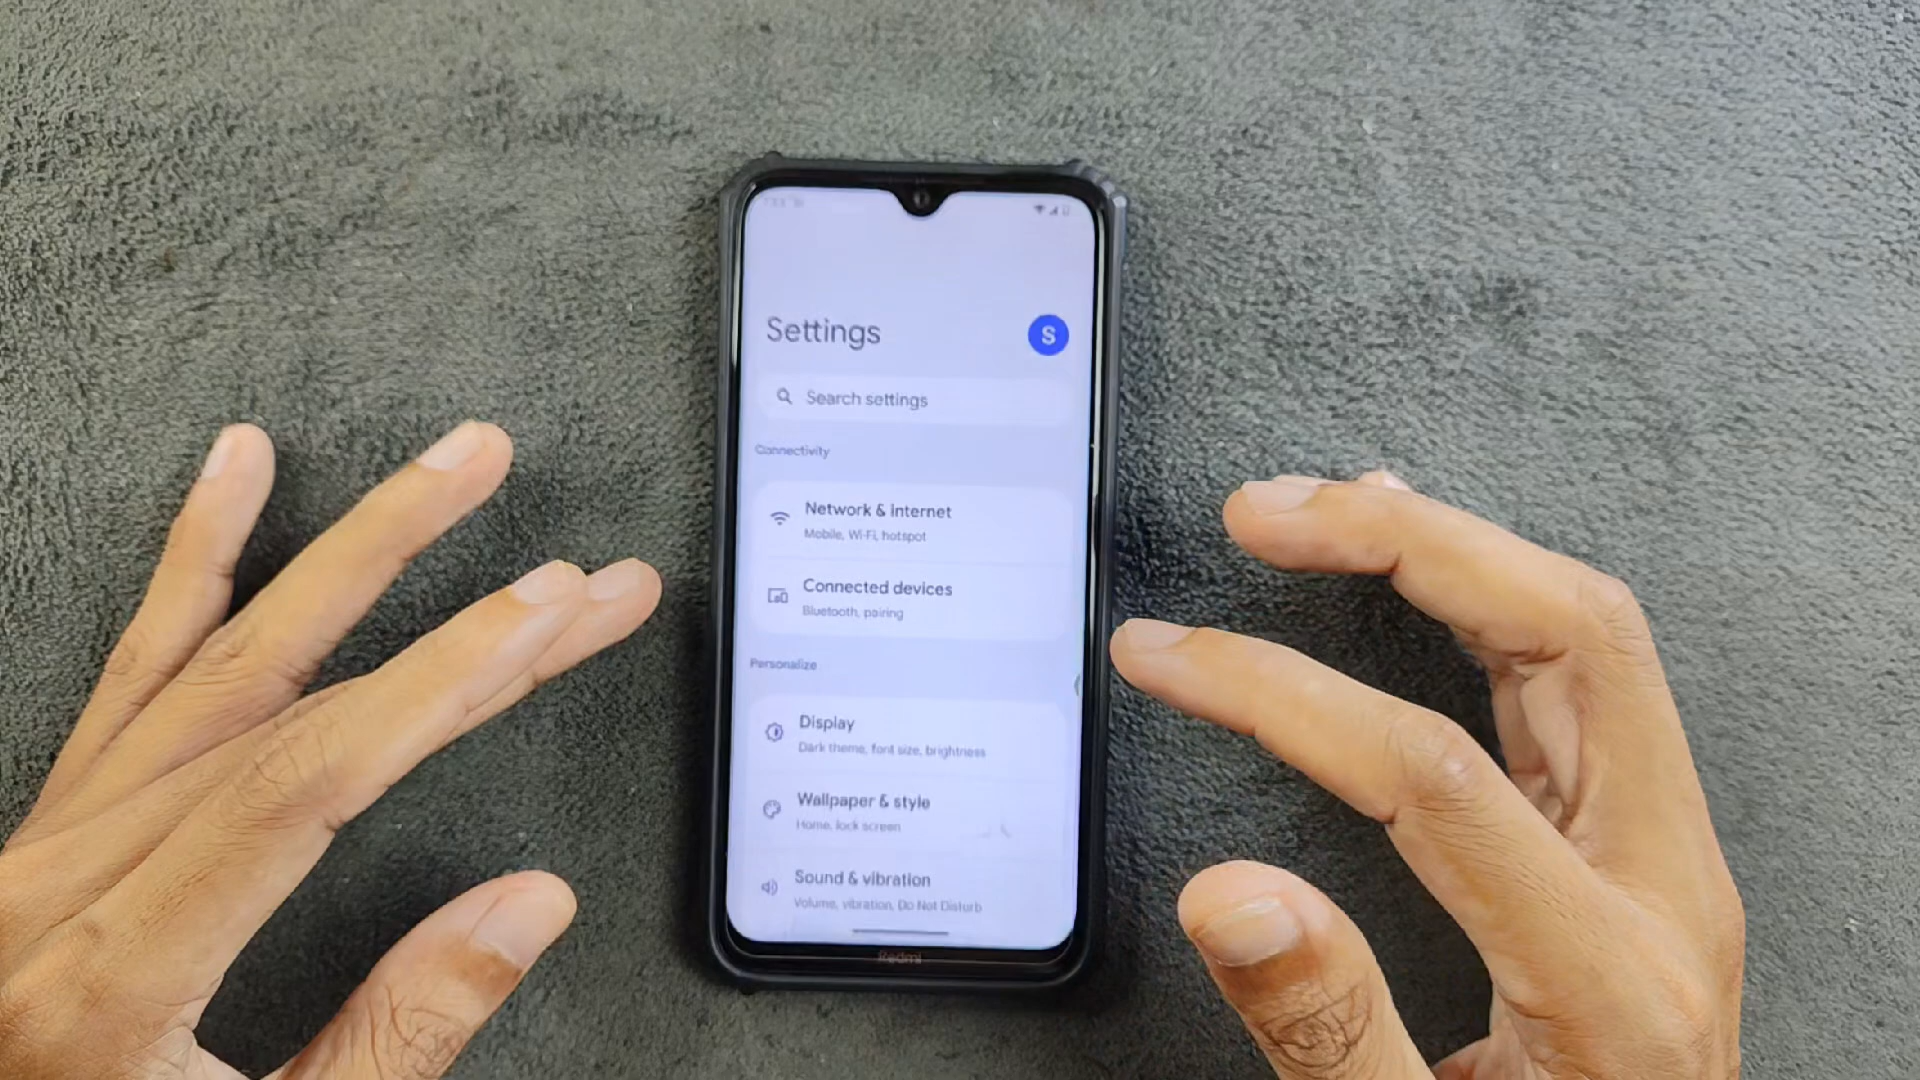 Settings
S
Search settings
Connectivity
Network & internet
Mobile, Wi-Fi, hotspot
Connected devices
Bluetooth, pairing
Personalize
Display
Dark theme, font size, brightness
Wallpaper & style
Home, lock screen
Sound & vibration
Volume, vibration, Do Not Disturb
Redmi